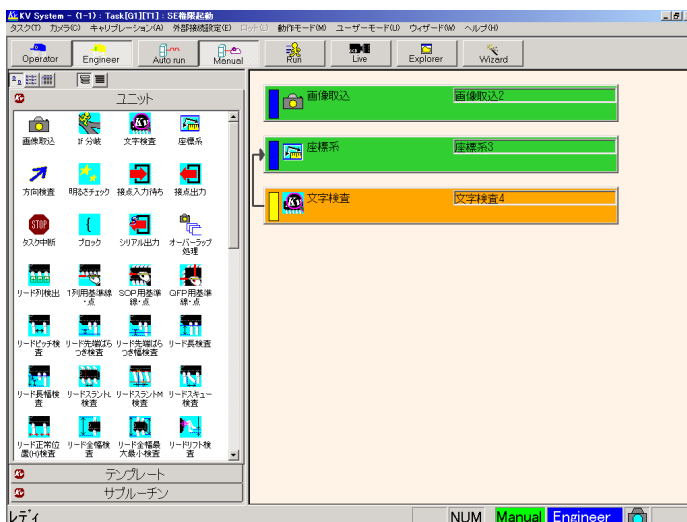 KV System - (1-1) : Task[G1][T1] : SE権限起動
タスク(T) カメラ(C) キャリブレーション(A) 外部接続設定(E) ロット(L) 動作モード(M) ユーザーモード(U) ウィザード(W) ヘルプ(H)
Operator Engineer Auto run Manual Run Live Explorer Wizard
ユニット
画像取込 If 分岐 文字検査 座標系
方向検査 明るさチェック 接点入力待ち 接点出力
タスク中断 ブロック シリアル出力 オーバーラップ
処理
リード列検出 1列用基準線 SOP用基準 QFP用基準
・点 線・点 線・点
リードピッチ検 リード先端ばら リード先端ばら リード長検査
査 つき検査 つき幅検査
リード長幅検 リードスラントL リードスラントM リードスキュー
査 検査 検査 検査
リード正常位 リード全幅検 リード全幅最 リードリフト検
置(H)検査 査 大最小検査 査
テンプレート
サブルーチン
画像取込 画像取込2
座標系 座標系3
文字検査 文字検査4
レディ NUM Manual Engineer